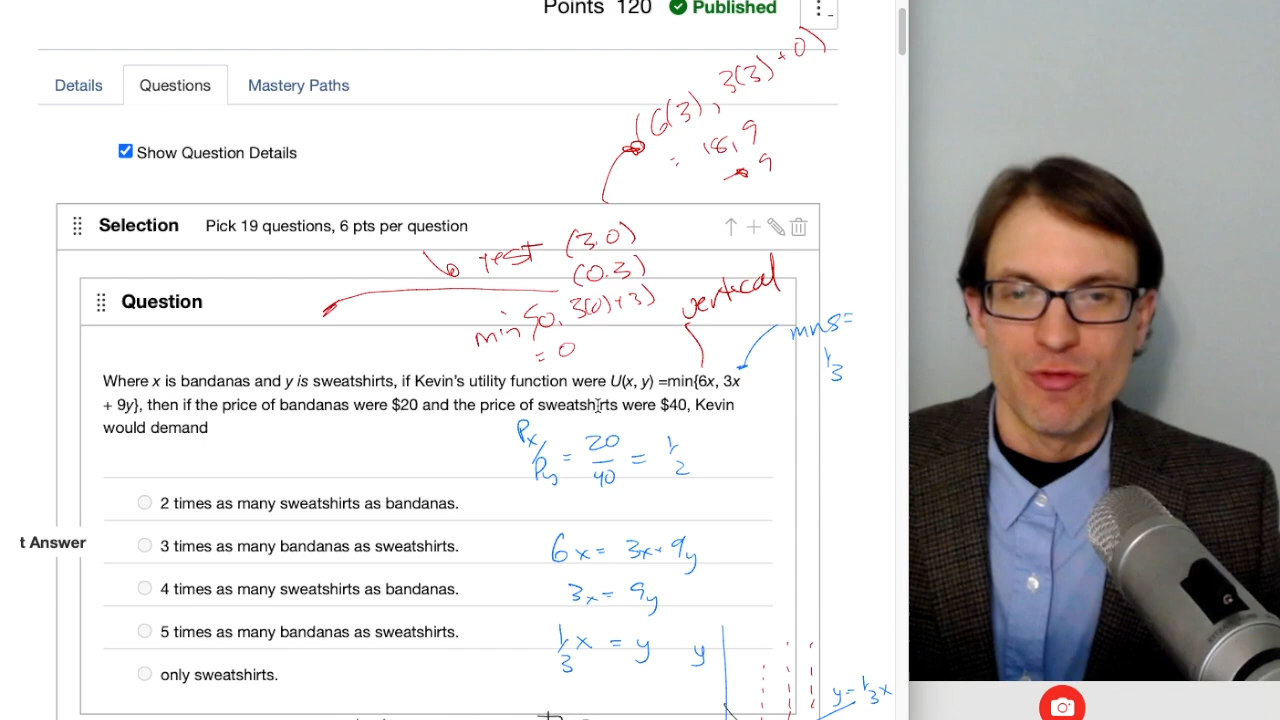 Points 120 Published
Details Questions Mastery Paths
(6(3), 3(3)+0)
= 18, 9
→ 9
Show Question Details
Selection Pick 19 questions, 6 pts per question
test (3,0)
(0,3)
Question
min {0, 3(0)+3)
= 0
vertical
mrs=
1/3
Where x is bandanas and y is sweatshirts, if Kevin's utility function were U(x, y) =min{6x, 3x
+ 9y}, then if the price of bandanas were $20 and the price of sweatshirts were $40, Kevin
would demand
Px/Py = 20/40 = 1/2
2 times as many sweatshirts as bandanas.
t Answer
3 times as many bandanas as sweatshirts.
6x = 3x+9y
4 times as many sweatshirts as bandanas.
3x = 9y
5 times as many bandanas as sweatshirts.
1/3 x = y
y
only sweatshirts.
y=1/3x